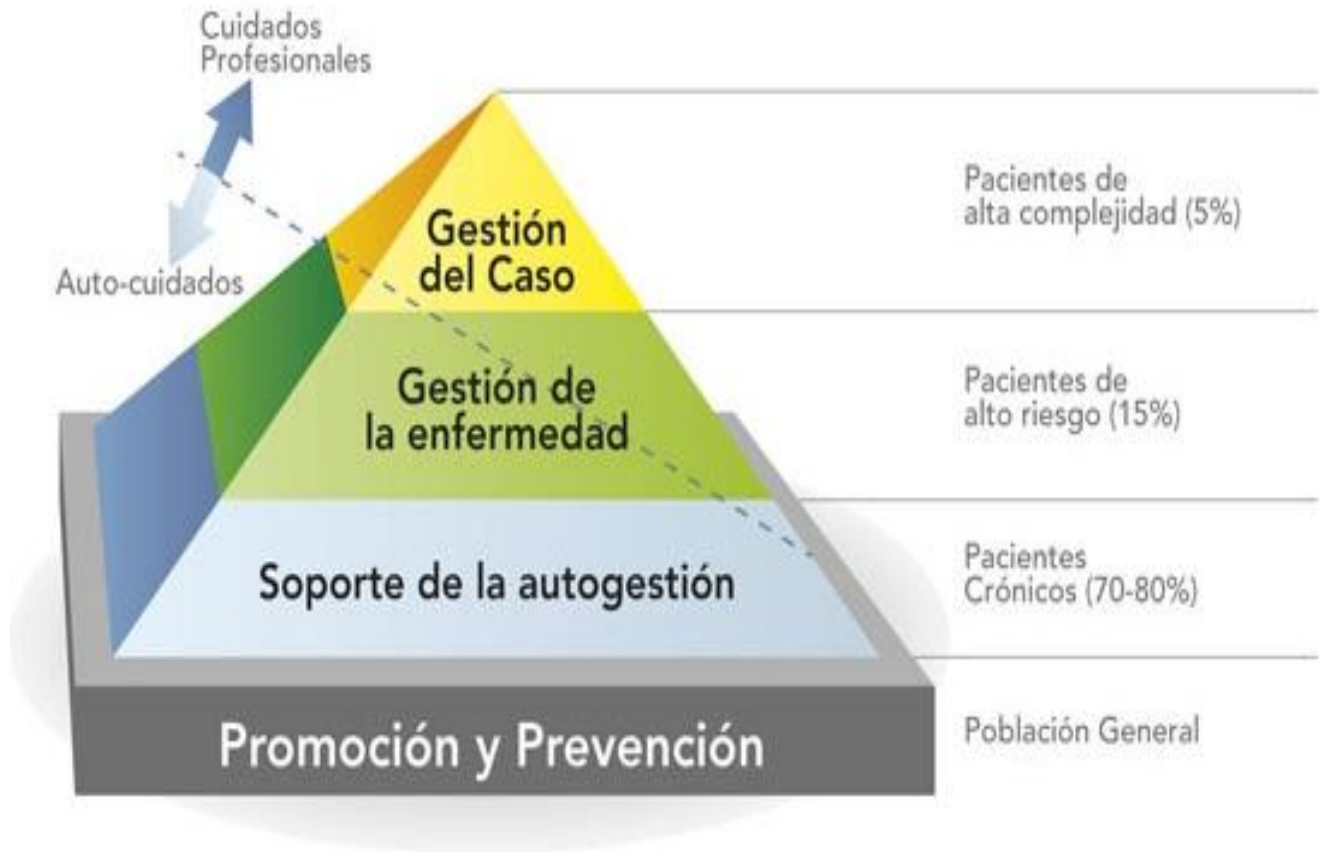 Cuidados
Profesionales
Auto-cuidados
Gestión
del Caso
Pacientes de
alta complejidad (5%)
Gestión de
la enfermedad
Pacientes de
alto riesgo (15%)
Soporte de la autogestión
Pacientes
Crónicos (70-80%)
Promoción y Prevención
Población General